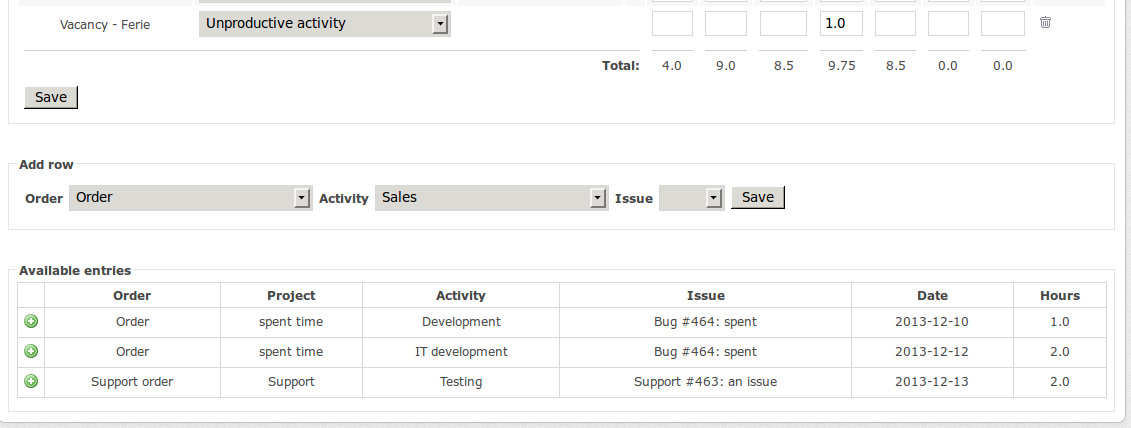 Vacancy - Ferie Unproductive activity 1.0
Total: 4.0 9.0 8.5 9.75 8.5 0.0 0.0
Save
Add row
Order Order Activity Sales Issue Save
Available entries
Order Project Activity Issue Date Hours
Order spent time Development Bug #464: spent 2013-12-10 1.0
Order spent time IT development Bug #464: spent 2013-12-12 2.0
Support order Support Testing Support #463: an issue 2013-12-13 2.0